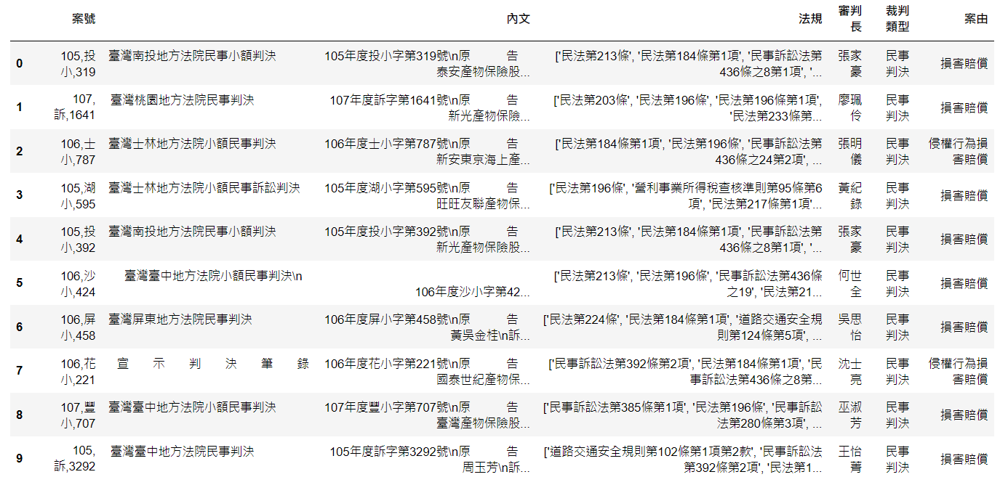 案號 內文 法規 審判長 裁判類型 案由
0 105,投小,319 臺灣南投地方法院民事小額判決 105年度投小字第319號\n原 告 泰安產物保險股... ['民法第213條', '民法第184條第1項', '民事訴訟法第436條之8第1項', '... 張家豪 民事判決 損害賠償
1 107,訴,1641 臺灣桃園地方法院民事判決 107年度訴字第1641號\n原 告 新光產物保險... ['民法第203條', '民法第196條', '民法第196條第1項', '民法第233條第... 廖珮伶 民事判決 損害賠償
2 106,士小,787 臺灣士林地方法院小額民事判決 106年度士小字第787號\n原 告 新安東京海上產... ['民法第184條第1項', '民法第196條', '民事訴訟法第436條之24第2項', ... 張明儀 民事判決 侵權行為損害賠償
3 105,湖小,595 臺灣士林地方法院小額民事訴訟判決 105年度湖小字第595號\n原 告 旺旺友聯產物保... ['民法第196條', '營利事業所得稅查核準則第95條第6項', '民法第217條第1項'... 黃紀錄 民事判決 損害賠償
4 105,投小,392 臺灣南投地方法院民事小額判決 105年度投小字第392號\n原 告 新光產物保險股... ['民法第213條', '民法第184條第1項', '民事訴訟法第436條之8第1項', '... 張家豪 民事判決 損害賠償
5 106,沙小,424 臺灣臺中地方法院小額民事判決\n 106年度沙小字第42... ['民法第213條', '民法第196條', '民事訴訟法第436條之19', '民法第21... 何世全 民事判決 損害賠償
6 106,屏小,458 臺灣屏東地方法院民事判決 106年度屏小字第458號\n原 告 黃吳金桂\n訴... ['民法第224條', '民法第184條第1項', '道路交通安全規則第124條第5項', ... 吳思怡 民事判決 損害賠償
7 106,花小,221 宣 示 判 決 筆 錄 106年度花小字第221號\n原 告 國泰世紀產物保... ['民事訴訟法第392條第2項', '民法第184條第1項', '民事訴訟法第436條之8第... 沈士亮 民事判決 侵權行為損害賠償
8 107,豐小,707 臺灣臺中地方法院小額民事判決 107年度豐小字第707號\n原 告 臺灣產物保險股... ['民事訴訟法第385條第1項', '民法第196條', '民事訴訟法第280條第3項', ... 巫淑芳 民事判決 損害賠償
9 105,訴,3292 臺灣臺中地方法院民事判決 105年度訴字第3292號\n原 告 周玉芳\n訴... ['道路交通安全規則第102條第1項第2款', '民事訴訟法第392條第2項', '民法第1... 王怡菁 民事判決 損害賠償